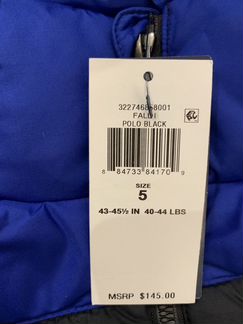 322746868001
FALL I
POLO BLACK
8 84733 84170 9
SIZE
5
43-45½ IN 40-44 LBS
MSRP $145.00